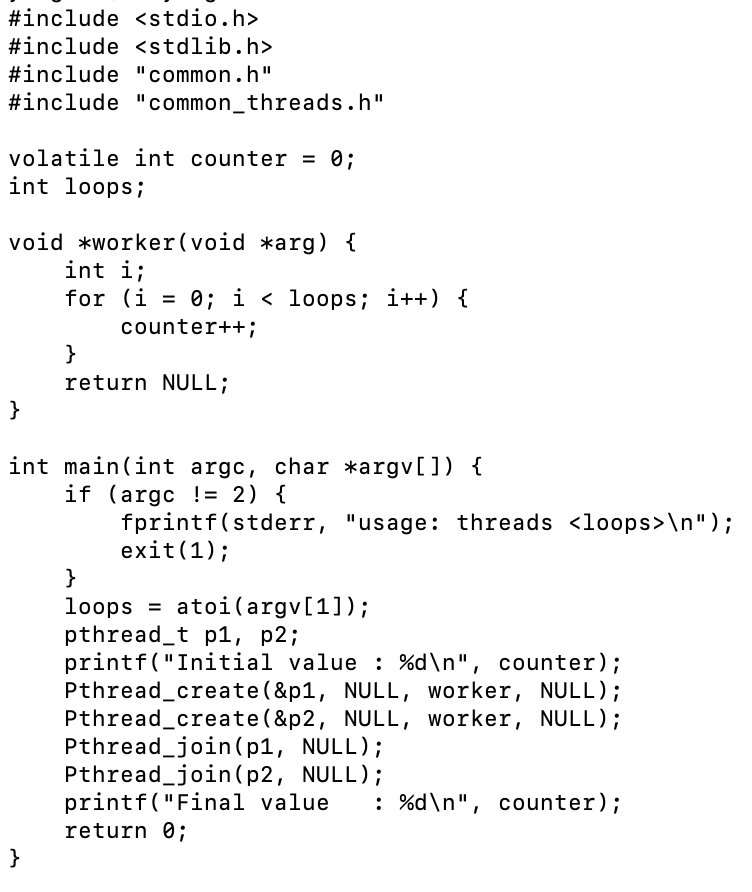 #include <stdio.h>
#include <stdlib.h>
#include "common.h"
#include "common_threads.h"

volatile int counter = 0;
int loops;

void *worker(void *arg) {
    int i;
    for (i = 0; i < loops; i++) {
        counter++;
    }
    return NULL;
}

int main(int argc, char *argv[]) {
    if (argc != 2) {
        fprintf(stderr, "usage: threads <loops>\n");
        exit(1);
    }
    loops = atoi(argv[1]);
    pthread_t p1, p2;
    printf("Initial value : %d\n", counter);
    Pthread_create(&p1, NULL, worker, NULL);
    Pthread_create(&p2, NULL, worker, NULL);
    Pthread_join(p1, NULL);
    Pthread_join(p2, NULL);
    printf("Final value   : %d\n", counter);
    return 0;
}